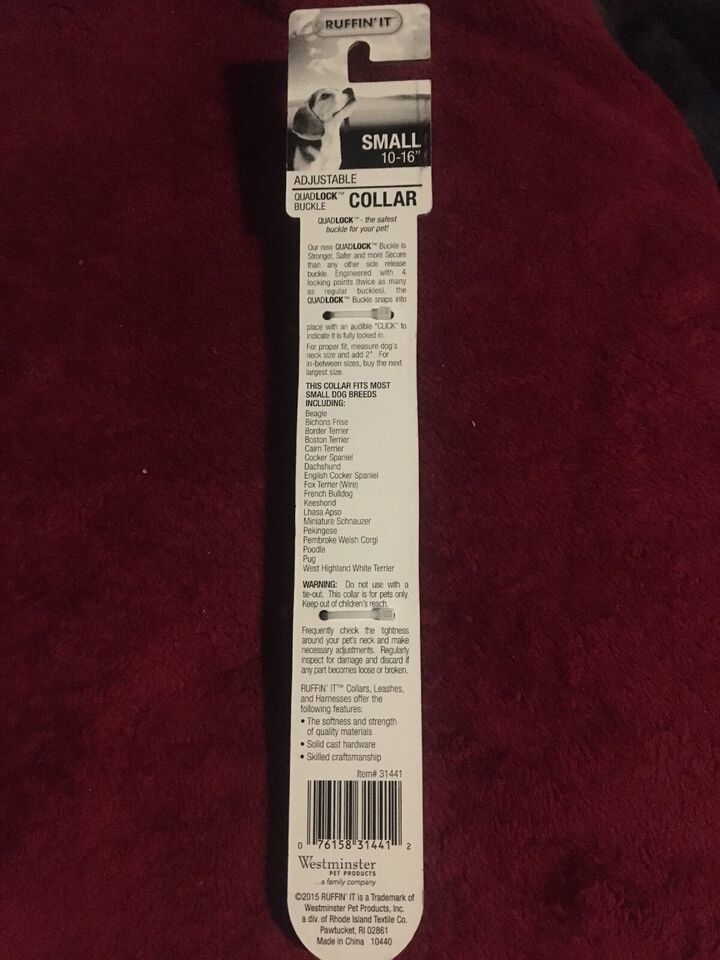 RUFFIN' IT™
SMALL
10-16"
ADJUSTABLE
QUADLOCK™
BUCKLE
COLLAR
QUADLOCK™ - the safest
buckle for your pet!
Our new QUADLOCK™ Buckle is
Stronger, Safer and more Secure
than any other side release
buckle. Engineered with 4
locking points (twice as many
as regular buckles), the
QUADLOCK™ Buckle snaps into
place with an audible "CLICK" to
indicate it is fully locked in.
For proper fit, measure dog's
neck size and add 2". For
in-between sizes, buy the next
largest size.
THIS COLLAR FITS MOST
SMALL DOG BREEDS
INCLUDING:
Beagle
Bichons Frise
Border Terrier
Boston Terrier
Cairn Terrier
Cocker Spaniel
Dachshund
English Cocker Spaniel
Fox Terrier (Wire)
French Bulldog
Keeshond
Lhasa Apso
Miniature Schnauzer
Pekingese
Pembroke Welsh Corgi
Poodle
Pug
West Highland White Terrier
WARNING: Do not use with a
tie-out. This collar is for pets only.
Keep out of children's reach.
Frequently check the tightness
around your pet's neck and make
necessary adjustments. Regularly
inspect for damage and discard if
any part becomes loose or broken.
RUFFIN' IT™ Collars, Leashes,
and Harnesses offer the
following features:
• The softness and strength
of quality materials
• Solid cast hardware
• Skilled craftsmanship
Item# 31441
0 76158 31441 2
Westminster
PET PRODUCTS
...a family company
©2015 RUFFIN' IT is a Trademark of
Westminster Pet Products, Inc.
a div. of Rhode Island Textile Co.
Pawtucket, RI 02861
Made in China 10440